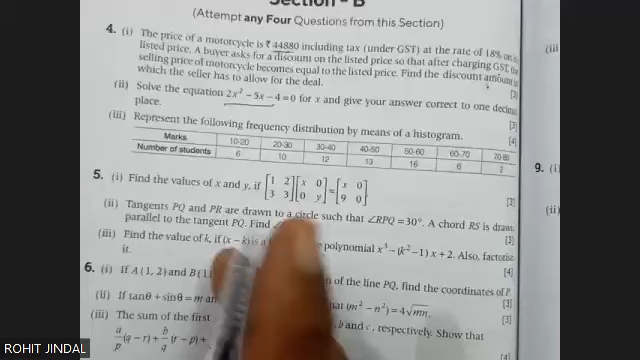 Section - B
(Attempt any Four Questions from this Section)
4. (i) The price of a motorcycle is ₹ 44880 including tax (under GST) at the rate of 18% on its
listed price. A buyer asks for a discount on the listed price so that after charging GST, the
selling price of motorcycle becomes equal to the listed price. Find the discount amount
which the seller has to allow for the deal. [3]
(ii) Solve the equation 2x² – 5x – 4 = 0 for x and give your answer correct to one decimal
place. [3]
(iii) Represent the following frequency distribution by means of a histogram. [4]
Marks 10-20 20-30 30-40 40-50 50-60 60-70 70-80
Number of students 6 10 12 13 16 6 2
5. (i) Find the values of x and y, if [1 2 3 3] [x 0 0 y] = [x 0 9 0] [3]
(ii) Tangents PQ and PR are drawn to a circle such that ∠RPQ = 30°. A chord RS is drawn
parallel to the tangent PQ. Find ∠ [3]
(iii) Find the value of k, if (x – k) is a polynomial x³ – (k² – 1) x + 2. Also, factorise
it. [4]
6. (i) If A (1, 2) and B of the line PQ, find the coordinates of P. [3]
(ii) If tanθ + sinθ = m an that (m² – n²) = 4√mn. [3]
(iii) The sum of the first b and c, respectively. Show that
a/p (q – r) + b/q (r – p) +
(iii
9. (i)
(ii)
ROHIT JINDAL